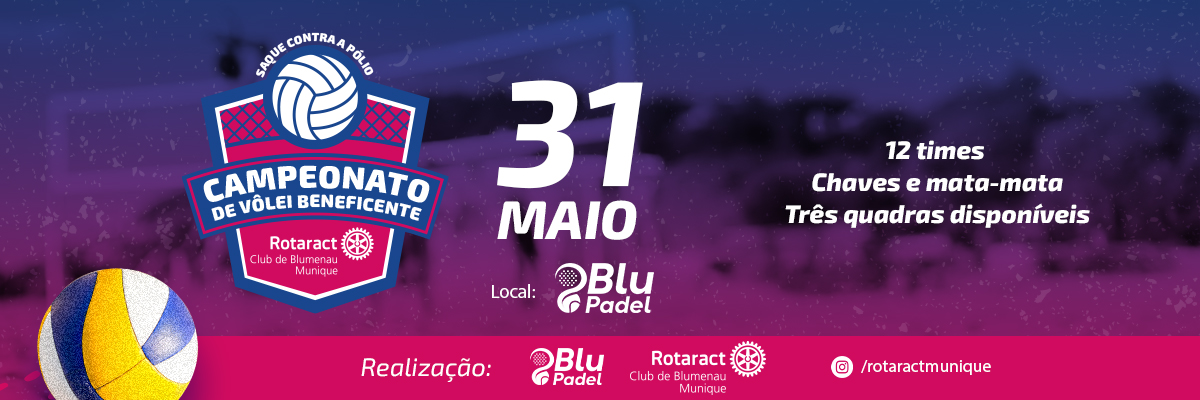 SAQUE CONTRA A PÓLIO
CAMPEONATO
DE VÔLEI BENEFICENTE
Rotaract
Club de Blumenau
Munique
31
MAIO
Local:
Blu
Padel
12 times
Chaves e mata-mata
Três quadras disponíveis
Realização:
Blu
Padel
Rotaract
Club de Blumenau
Munique
/rotaractmunique